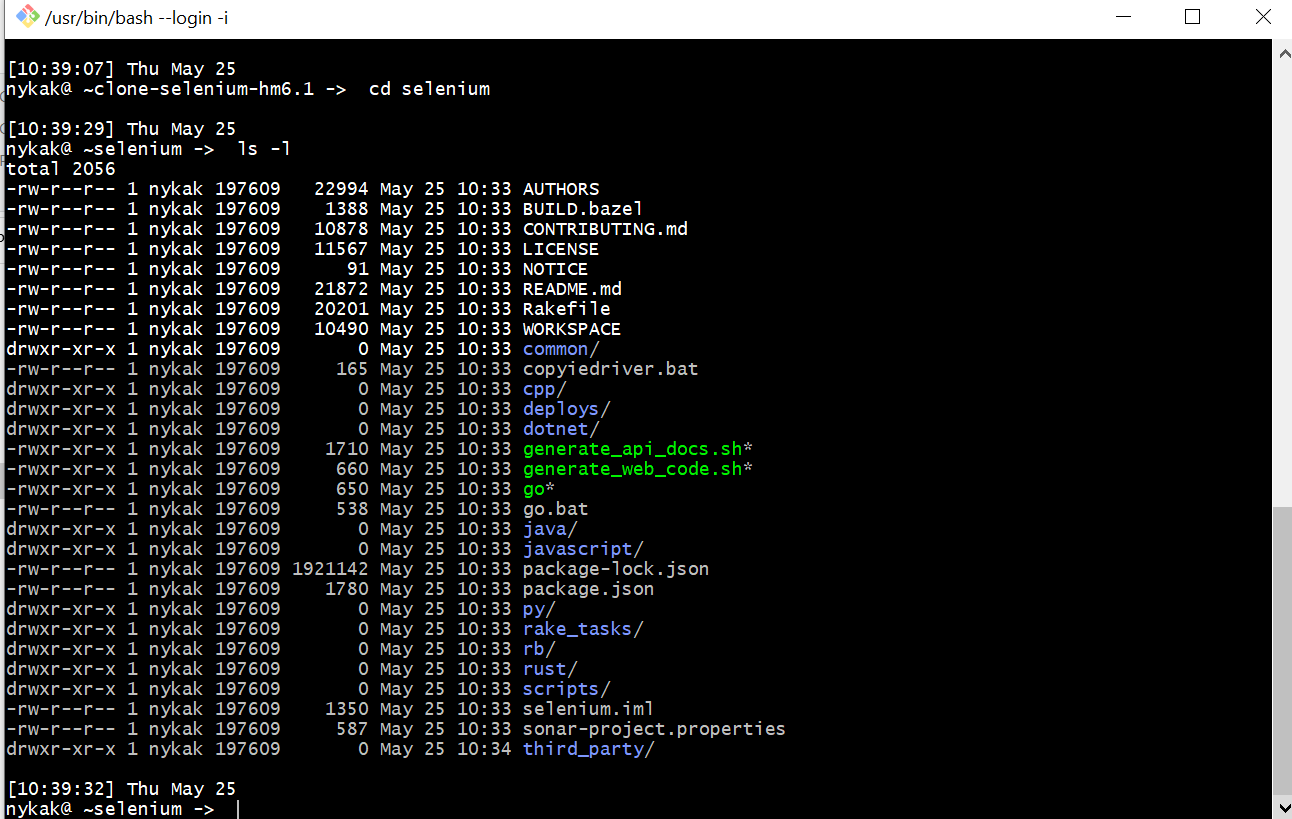 /usr/bin/bash --login -i
[10:39:07] Thu May 25
nykak@ ~clone-selenium-hm6.1 ->  cd selenium
[10:39:29] Thu May 25
nykak@ ~selenium ->  ls -l
total 2056
-rw-r--r-- 1 nykak 197609   22994 May 25 10:33 AUTHORS
-rw-r--r-- 1 nykak 197609    1388 May 25 10:33 BUILD.bazel
-rw-r--r-- 1 nykak 197609   10878 May 25 10:33 CONTRIBUTING.md
-rw-r--r-- 1 nykak 197609   11567 May 25 10:33 LICENSE
-rw-r--r-- 1 nykak 197609      91 May 25 10:33 NOTICE
-rw-r--r-- 1 nykak 197609   21872 May 25 10:33 README.md
-rw-r--r-- 1 nykak 197609   20201 May 25 10:33 Rakefile
-rw-r--r-- 1 nykak 197609   10490 May 25 10:33 WORKSPACE
drwxr-xr-x 1 nykak 197609       0 May 25 10:33 common/
-rw-r--r-- 1 nykak 197609     165 May 25 10:33 copyiedriver.bat
drwxr-xr-x 1 nykak 197609       0 May 25 10:33 cpp/
drwxr-xr-x 1 nykak 197609       0 May 25 10:33 deploys/
drwxr-xr-x 1 nykak 197609       0 May 25 10:33 dotnet/
-rwxr-xr-x 1 nykak 197609    1710 May 25 10:33 generate_api_docs.sh*
-rwxr-xr-x 1 nykak 197609     660 May 25 10:33 generate_web_code.sh*
-rwxr-xr-x 1 nykak 197609     650 May 25 10:33 go*
-rw-r--r-- 1 nykak 197609     538 May 25 10:33 go.bat
drwxr-xr-x 1 nykak 197609       0 May 25 10:33 java/
drwxr-xr-x 1 nykak 197609       0 May 25 10:33 javascript/
-rw-r--r-- 1 nykak 197609 1921142 May 25 10:33 package-lock.json
-rw-r--r-- 1 nykak 197609    1780 May 25 10:33 package.json
drwxr-xr-x 1 nykak 197609       0 May 25 10:33 py/
drwxr-xr-x 1 nykak 197609       0 May 25 10:33 rake_tasks/
drwxr-xr-x 1 nykak 197609       0 May 25 10:33 rb/
drwxr-xr-x 1 nykak 197609       0 May 25 10:33 rust/
drwxr-xr-x 1 nykak 197609       0 May 25 10:33 scripts/
-rw-r--r-- 1 nykak 197609    1350 May 25 10:33 selenium.iml
-rw-r--r-- 1 nykak 197609     587 May 25 10:33 sonar-project.properties
drwxr-xr-x 1 nykak 197609       0 May 25 10:34 third_party/
[10:39:32] Thu May 25
nykak@ ~selenium ->